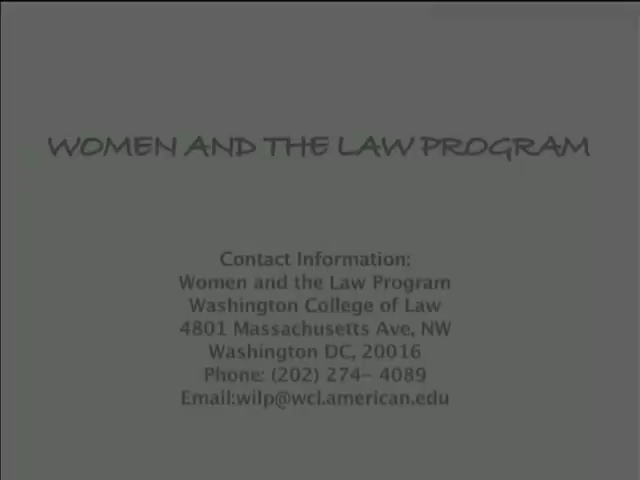 WOMEN AND THE LAW PROGRAM
Contact Information:
Women and the Law Program
Washington College of Law
4801 Massachusetts Ave, NW
Washington DC, 20016
Phone: (202) 274- 4089
Email:wilp@wcl.american.edu